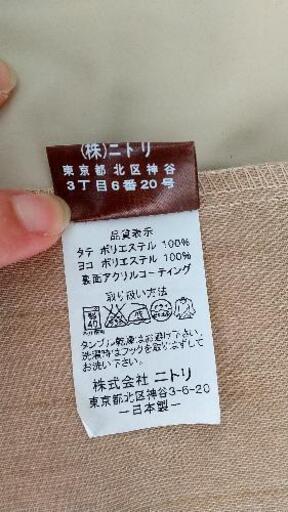 (株)ニトリ
東京都 北区 神谷
3丁目6番20号
品質表示
タテ ポリエステル 100%
ヨコ ポリエステル 100%
裏面アクリルコーティング
取り扱い方法
40
タンブラー乾燥はお避け下さい。
洗濯時はフックを取りはずして
お洗い下さい。
株式会社 ニトリ
東京都北区神谷3-6-20
ー日本製ー